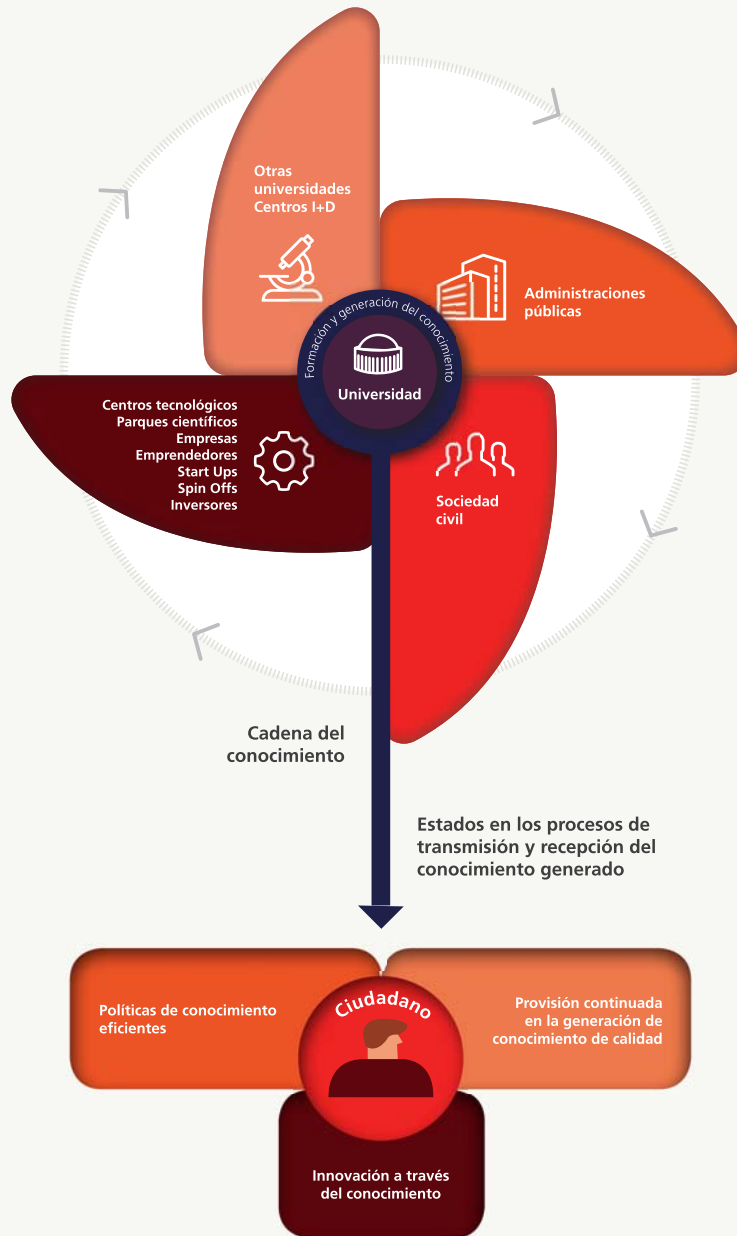 Otras
universidades
Centros I+D
Administraciones
públicas
Formación y generación del conocimiento
Universidad
Centros tecnológicos
Parques científicos
Empresas
Emprendedores
Start Ups
Spin Offs
Inversores
Sociedad
civil
Cadena del
conocimiento
Estados en los procesos de
transmisión y recepción del
conocimiento generado
Políticas de conocimiento
eficientes
Ciudadano
Provisión continuada
en la generación de
conocimiento de calidad
Innovación a través
del conocimiento